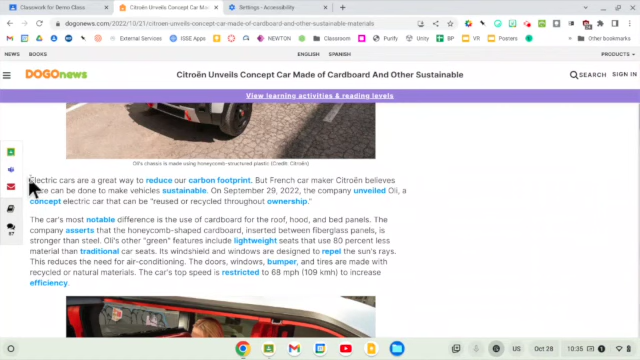 Classwork for Demo Class
Citroën Unveils Concept Car Ma
Settings - Accessibility
dogonews.com/2022/10/21/citroen-unveils-concept-car-made-of-cardboard-and-other-sustainable-materials
External Services
ISSE Apps
NEWTON
Classroom
Purify
Unity
BP
VR
Posters
Other bookmarks
NEWS BOOKS ENGLISH SPANISH PRODUCTS
DOGOnews
Citroën Unveils Concept Car Made of Cardboard And Other Sustainable
SEARCH SIGN IN
View learning activities & reading levels
Oli's chassis is made using honeycomb-structured plastic (Credit: Citroën)
Electric cars are a great way to reduce our carbon footprint. But French car maker Citroën believes
can be done to make vehicles sustainable. On September 29, 2022, the company unveiled Oli, a
concept electric car that can be "reused or recycled throughout ownership."
The car's most notable difference is the use of cardboard for the roof, hood, and bed panels. The
company asserts that the honeycomb-shaped cardboard, inserted between fiberglass panels, is
is stronger than steel. Oli's other "green" features include lightweight seats that use 80 percent less
material than traditional car seats. Its windshield and windows are designed to repel the sun's rays.
This reduces the need for air-conditioning. The doors, windows, bumper, and tires are made with
recycled or natural materials. The car's top speed is restricted to 68 mph (109 kmh) to increase
efficiency.
US Oct 28 10:35